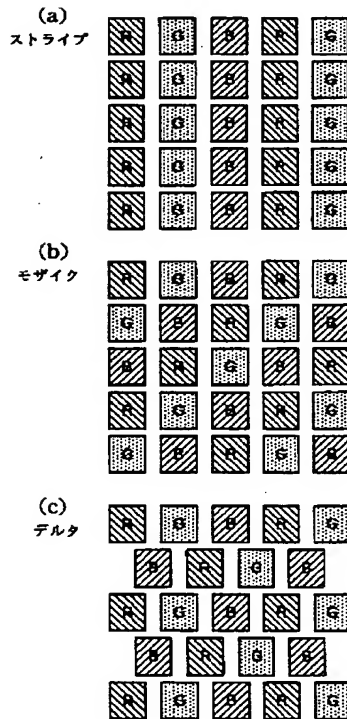 (a)
ストライプ
R G B R G
R G B R G
R G B R G
R G B R G
R G B R G
(b)
モザイク
R G B R G
G B R G B
B R G B R
R G B R G
G B R G B
(c)
デルタ
R G B R G
B R G B
R G B R G
B R G B
R G B R G